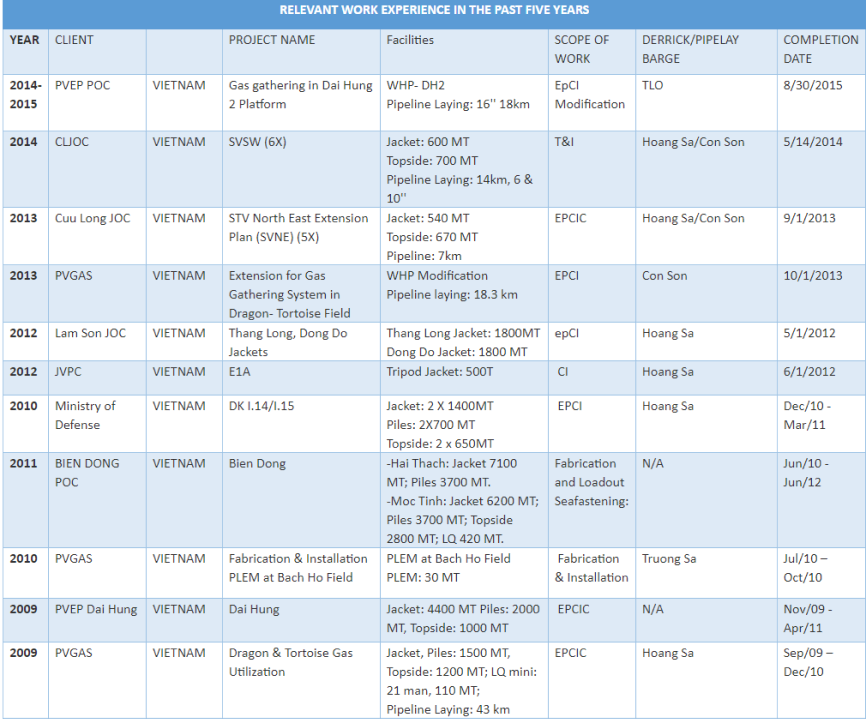 RELEVANT WORK EXPERIENCE IN THE PAST FIVE YEARS
YEAR CLIENT PROJECT NAME Facilities SCOPE OF DERRICK/PIPELAY COMPLETION
WORK BARGE DATE
2014- PVEP POC VIETNAM Gas gathering in Dai Hung WHP- DH2 EpCI TLO 8/30/2015
2015 2 Platform Pipeline Laying: 16'' 18km Modification
2014 CLJOC VIETNAM SVSW (6X) Jacket: 600 MT T&I Hoang Sa/Con Son 5/14/2014
Topside: 700 MT
Pipeline Laying: 14km, 6 &
10''
2013 Cuu Long JOC VIETNAM STV North East Extension Jacket: 540 MT EPCIC Hoang Sa/Con Son 9/1/2013
Plan (SVNE) (5X) Topside: 670 MT
Pipeline: 7km
2013 PVGAS VIETNAM Extension for Gas WHP Modification EPCI Con Son 10/1/2013
Gathering System in Pipeline laying: 18.3 km
Dragon- Tortoise Field
2012 Lam Son JOC VIETNAM Thang Long, Dong Do Thang Long Jacket: 1800MT epCI Hoang Sa 5/1/2012
Jackets Dong Do Jacket: 1800 MT
2012 JVPC VIETNAM E1A Tripod Jacket: 500T CI Hoang Sa 6/1/2012
2010 Ministry of VIETNAM DK I.14/I.15 Jacket: 2 X 1400MT EPCI Hoang Sa Dec/10 -
Defense Piles: 2X700 MT Mar/11
Topside: 2 x 650MT
2011 BIEN DONG VIETNAM Bien Dong -Hai Thach: Jacket 7100 Fabrication N/A Jun/10 -
POC MT; Piles 3700 MT. and Loadout Jun/12
-Moc Tinh: Jacket 6200 MT; Seafastening:
Piles 3700 MT; Topside
2800 MT; LQ 420 MT.
2010 PVGAS VIETNAM Fabrication & Installation PLEM at Bach Ho Field Fabrication Truong Sa Jul/10 –
PLEM at Bach Ho Field PLEM: 30 MT & Installation Oct/10
2009 PVEP Dai Hung VIETNAM Dai Hung Jacket: 4400 MT Piles: 2000 EPCIC N/A Nov/09 -
MT, Topside: 1000 MT Apr/11
2009 PVGAS VIETNAM Dragon & Tortoise Gas Jacket, Piles: 1500 MT, EPCIC Hoang Sa Sep/09 –
Utilization Topside: 1200 MT; LQ mini: Dec/10
21 man, 110 MT;
Pipeline Laying: 43 km